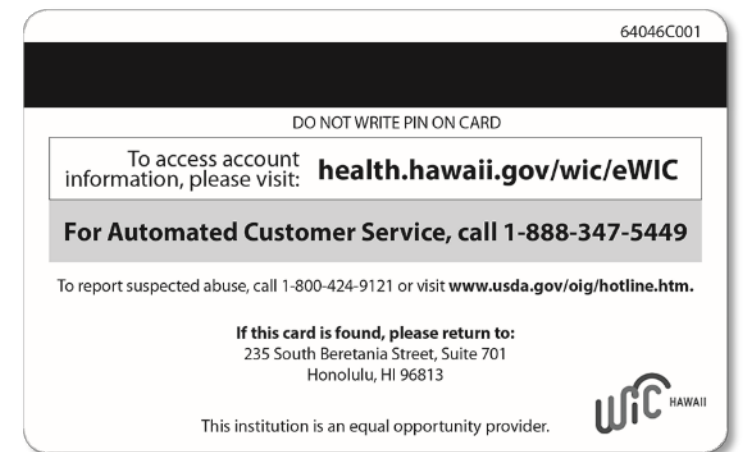 64046C001
DO NOT WRITE PIN ON CARD
To access account
information, please visit: health.hawaii.gov/wic/eWIC
For Automated Customer Service, call 1-888-347-5449
To report suspected abuse, call 1-800-424-9121 or visit www.usda.gov/oig/hotline.htm.
If this card is found, please return to:
235 South Beretania Street, Suite 701
Honolulu, HI 96813
WiC HAWAII
This institution is an equal opportunity provider.